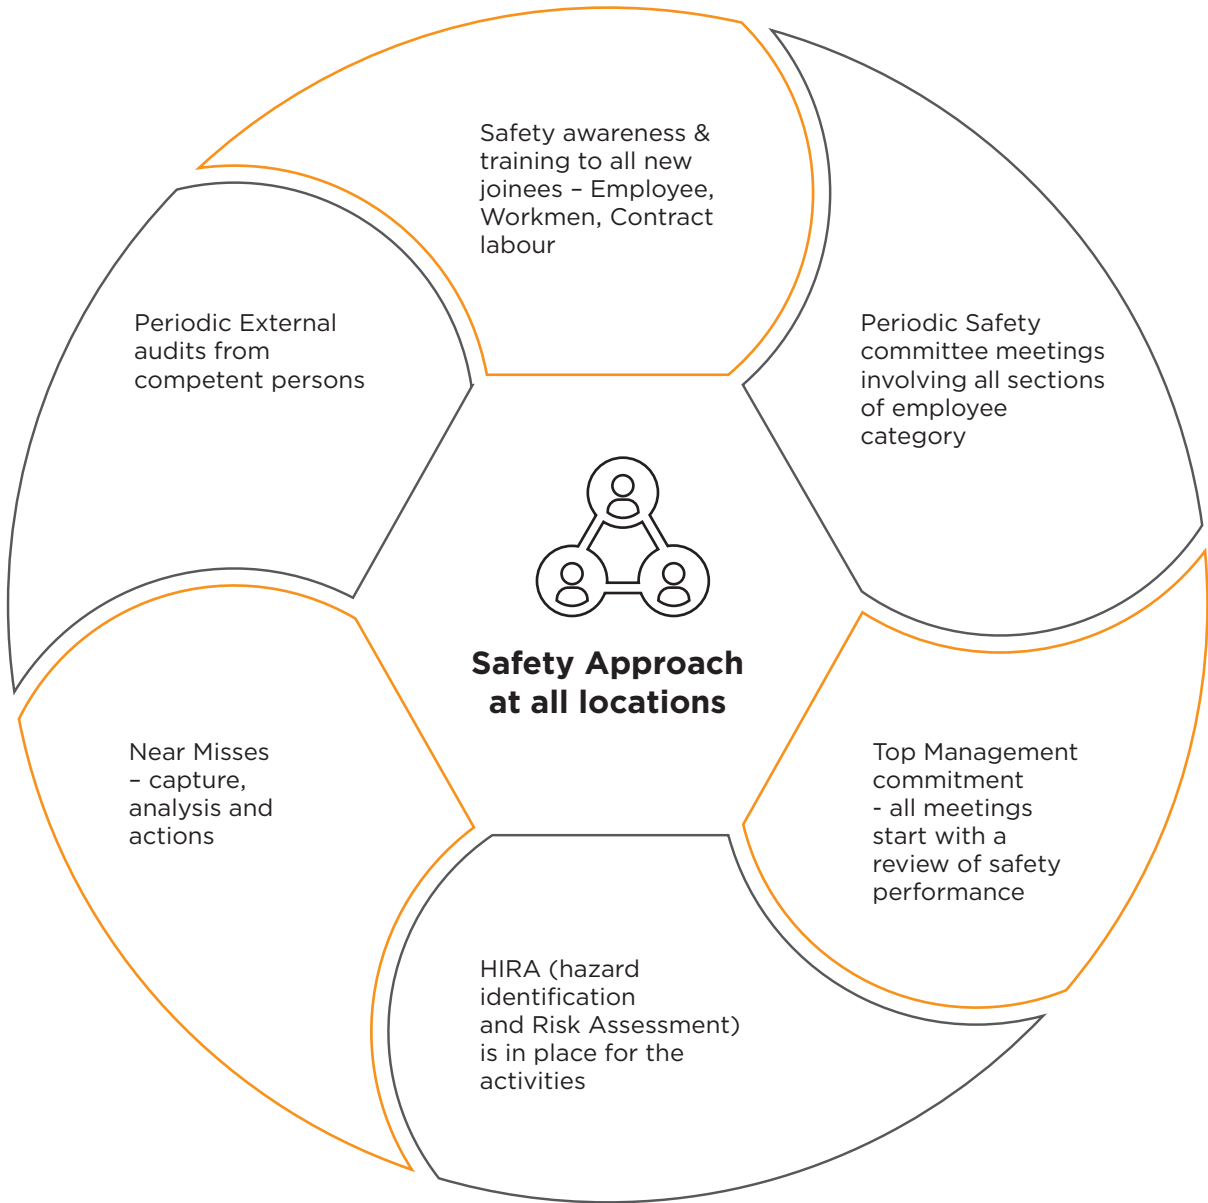 Safety awareness &
training to all new
joinees – Employee,
Workmen, Contract
labour
Periodic Safety
committee meetings
involving all sections
of employee
category
Top Management
commitment
- all meetings
start with a
review of safety
performance
HIRA (hazard
identification
and Risk Assessment)
is in place for the
activities
Near Misses
– capture,
analysis and
actions
Periodic External
audits from
competent persons
Safety Approach
at all locations